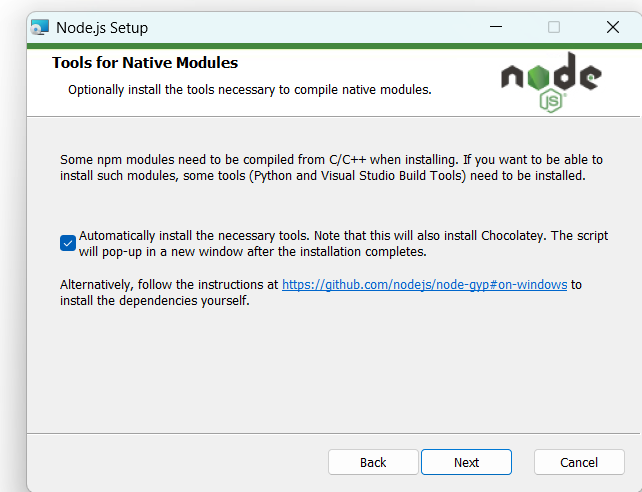 Node.js Setup
Tools for Native Modules
Optionally install the tools necessary to compile native modules.
node
JS
Some npm modules need to be compiled from C/C++ when installing. If you want to be able to
install such modules, some tools (Python and Visual Studio Build Tools) need to be installed.
Automatically install the necessary tools. Note that this will also install Chocolatey. The script
will pop-up in a new window after the installation completes.
Alternatively, follow the instructions at https://github.com/nodejs/node-gyp#on-windows to
install the dependencies yourself.
Back Next Cancel